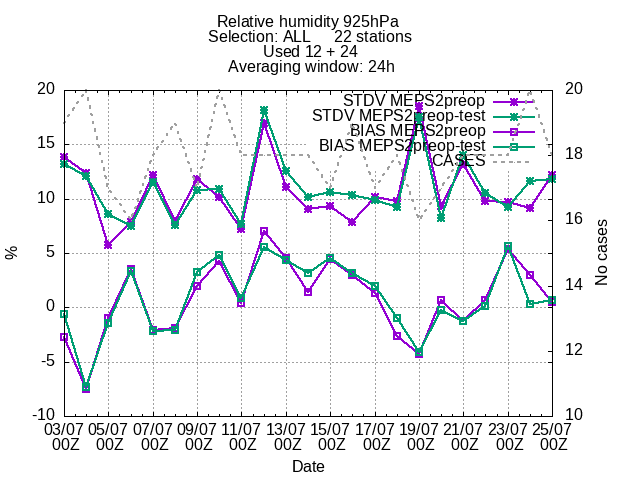 Relative humidity 925hPa
Selection: ALL 22 stations
Used 12 + 24
Averaging window: 24h
20
15
10
5
0
-5
-10
%
20
18
16
14
12
10
No cases
STDV MEPS2preop
STDV MEPS2preop-test
BIAS MEPS2preop
BIAS MEPS2preop-test
CASES
03/07 05/07 07/07 09/07 11/07 13/07 15/07 17/07 19/07 21/07 23/07 25/07
00Z 00Z 00Z 00Z 00Z 00Z 00Z 00Z 00Z 00Z 00Z 00Z
Date